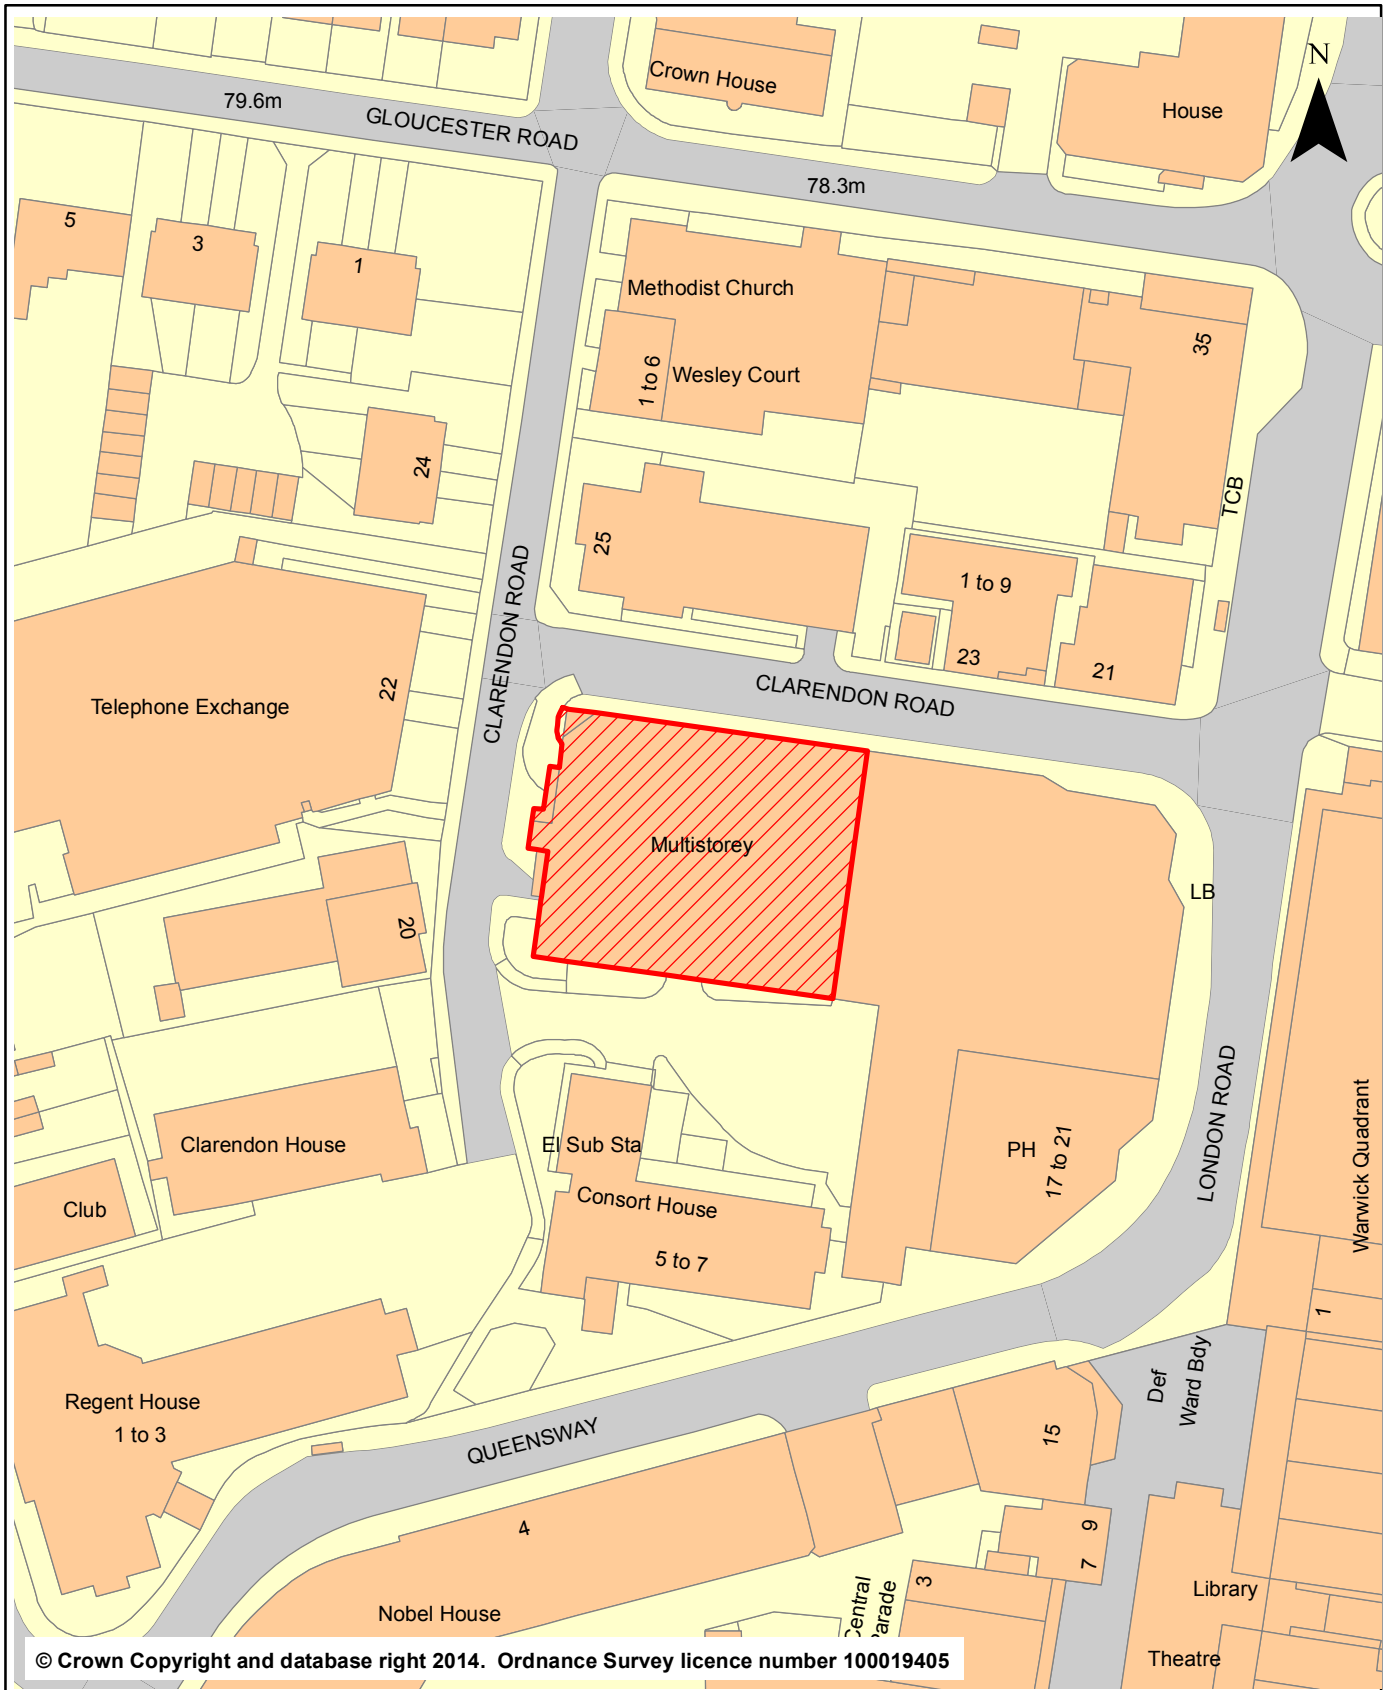 N
Crown House
House
79.6m
GLOUCESTER ROAD
78.3m
5
3
1
Methodist Church
35
1 to 6
Wesley Court
24
TCB
25
1 to 9
CLARENDON ROAD
23
21
22
CLARENDON ROAD
Telephone Exchange
Multistorey
LB
20
LONDON ROAD
Clarendon House
El Sub Sta
PH
17 to 21
Warwick Quadrant
Club
Consort House
5 to 7
1
Def
Ward Bdy
Regent House
1 to 3
QUEENSWAY
15
4
9
7
3
Library
Central
Parade
Nobel House
Theatre
© Crown Copyright and database right 2014. Ordnance Survey licence number 100019405